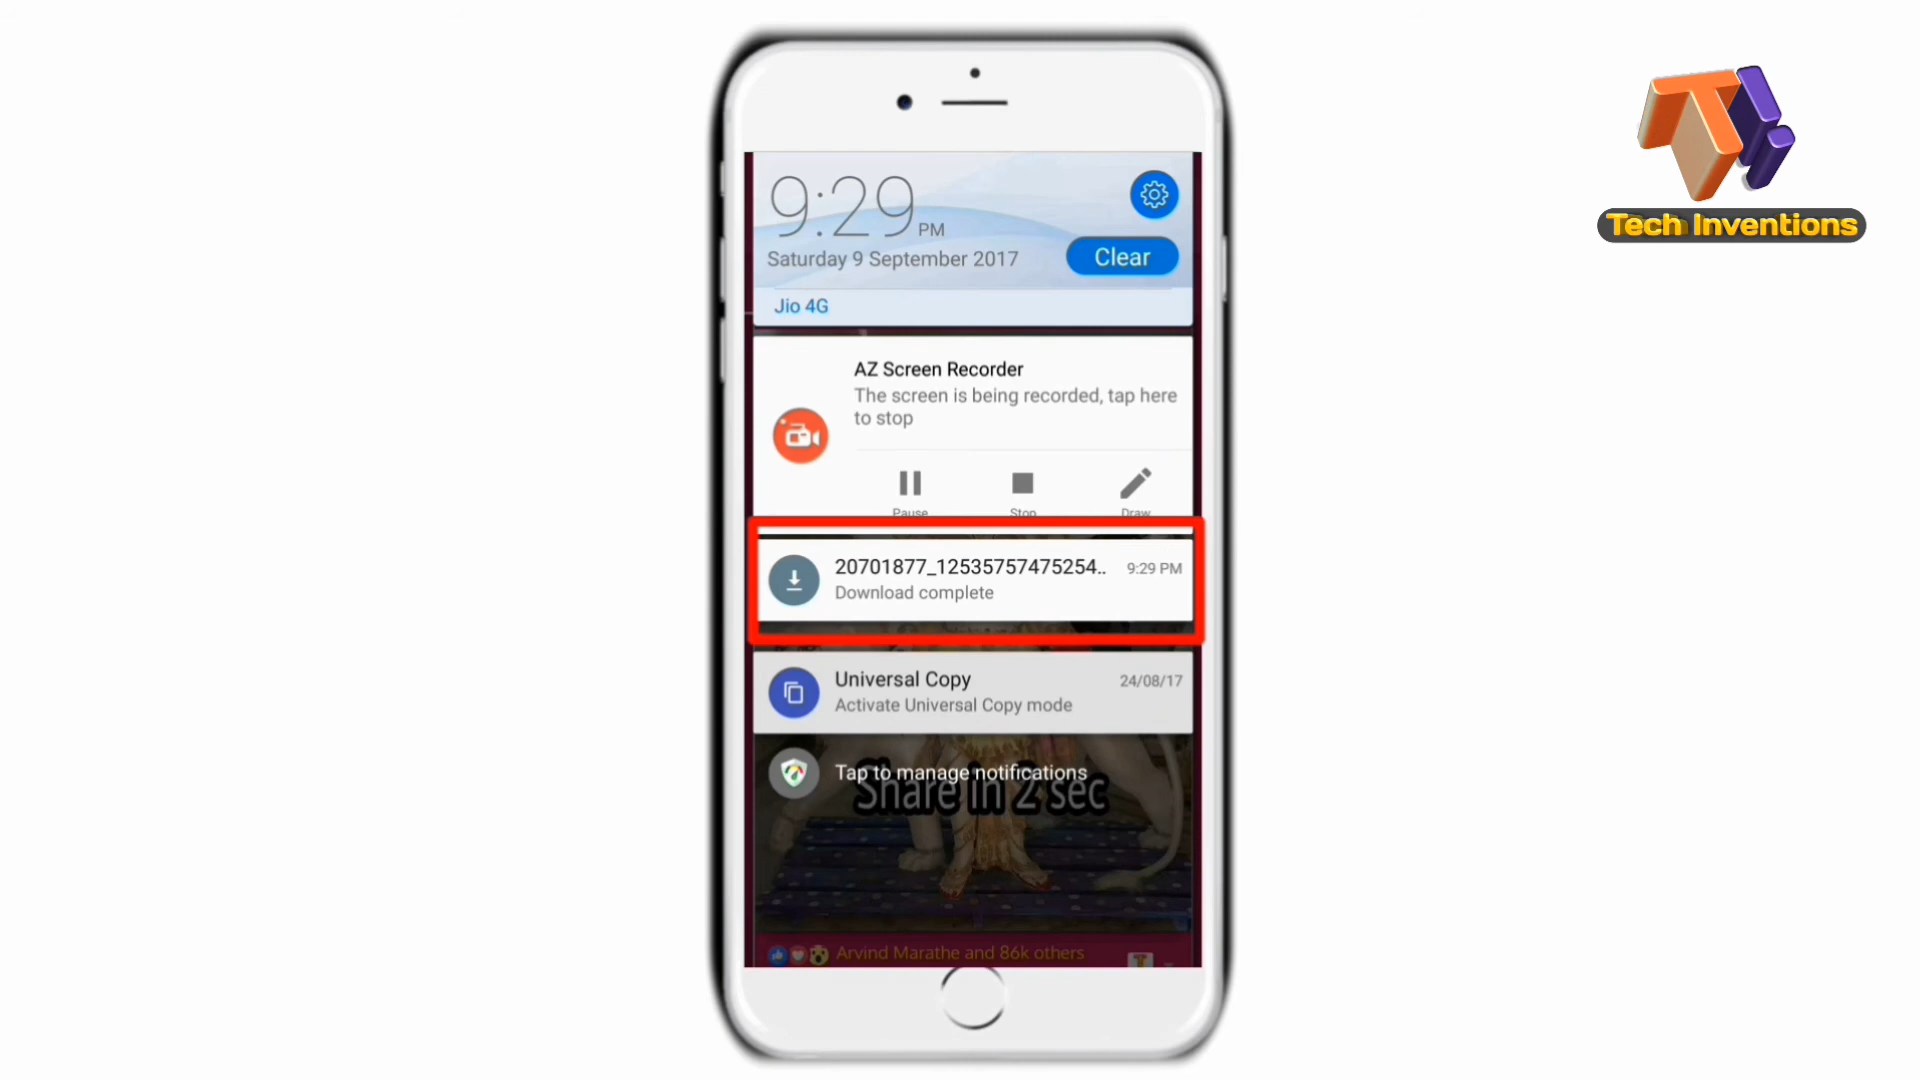 9:29 PM
Saturday 9 September 2017
Clear
Jio 4G
AZ Screen Recorder
The screen is being recorded, tap here
to stop
Pause Stop Draw
20701877_12535757475254.. 9:29 PM
Download complete
Universal Copy 24/08/17
Activate Universal Copy mode
Tap to manage notifications
Share in 2 sec
Arvind Marathe and 86k others
Tech Inventions